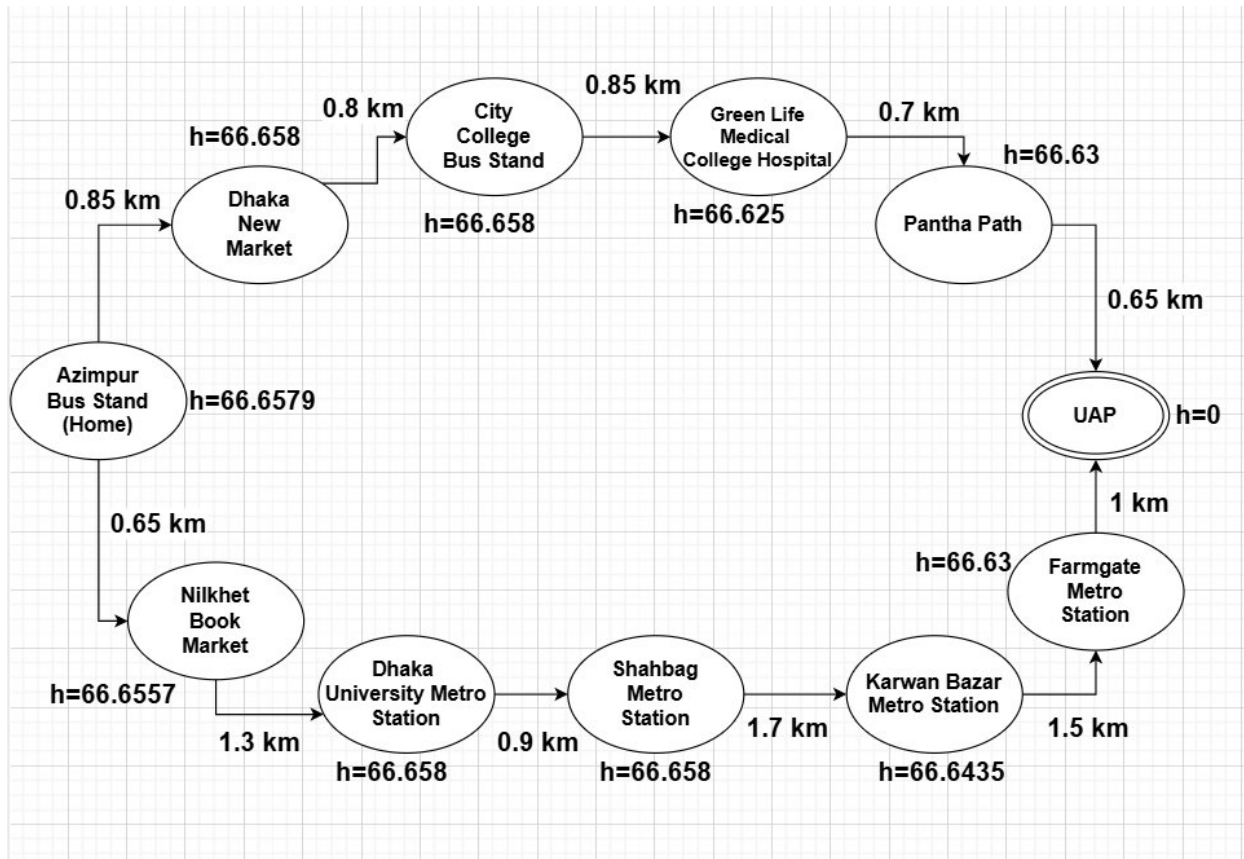 0.8 km
0.85 km
City
College
Bus Stand
Green Life
Medical
College Hospital
0.7 km
h=66.658
h=66.63
0.85 km
Dhaka
New
Market
h=66.658
h=66.625
Pantha Path
0.65 km
Azimpur
Bus Stand
(Home)
h=66.6579
UAP
h=0
0.65 km
1 km
Nilkhet
Book
Market
h=66.63
Farmgate
Metro
Station
h=66.6557
Dhaka
University Metro
Station
Shahbag
Metro
Station
Karwan Bazar
Metro Station
1.3 km
0.9 km
1.7 km
1.5 km
h=66.658
h=66.658
h=66.6435